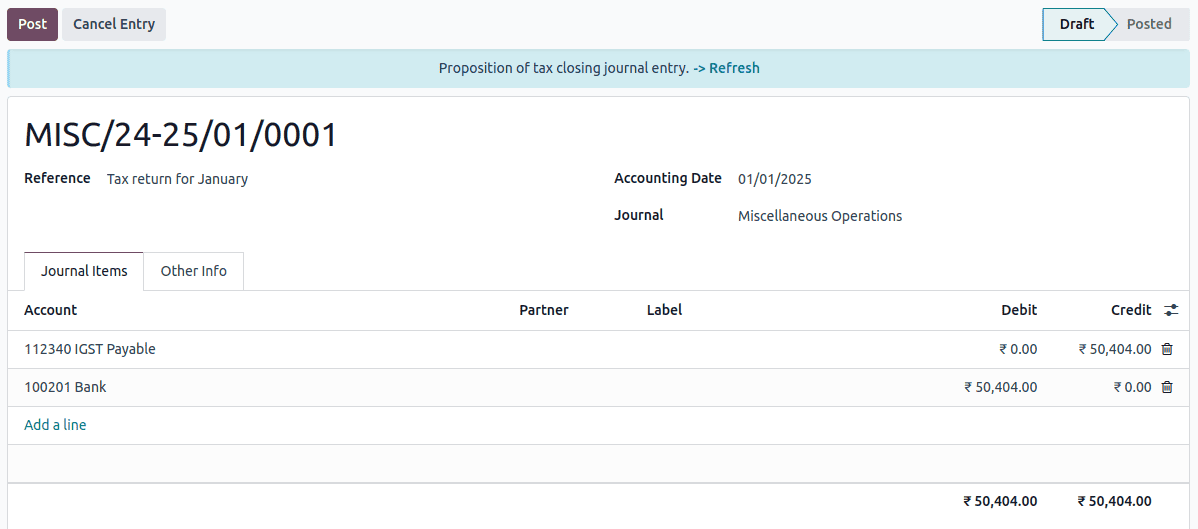 Post Cancel Entry Draft Posted
Proposition of tax closing journal entry. -> Refresh
MISC/24-25/01/0001
Reference Tax return for January Accounting Date 01/01/2025
Journal Miscellaneous Operations
Journal Items Other Info
Account Partner Label Debit Credit
112340 IGST Payable ₹ 0.00 ₹ 50,404.00
100201 Bank ₹ 50,404.00 ₹ 0.00
Add a line
₹ 50,404.00 ₹ 50,404.00